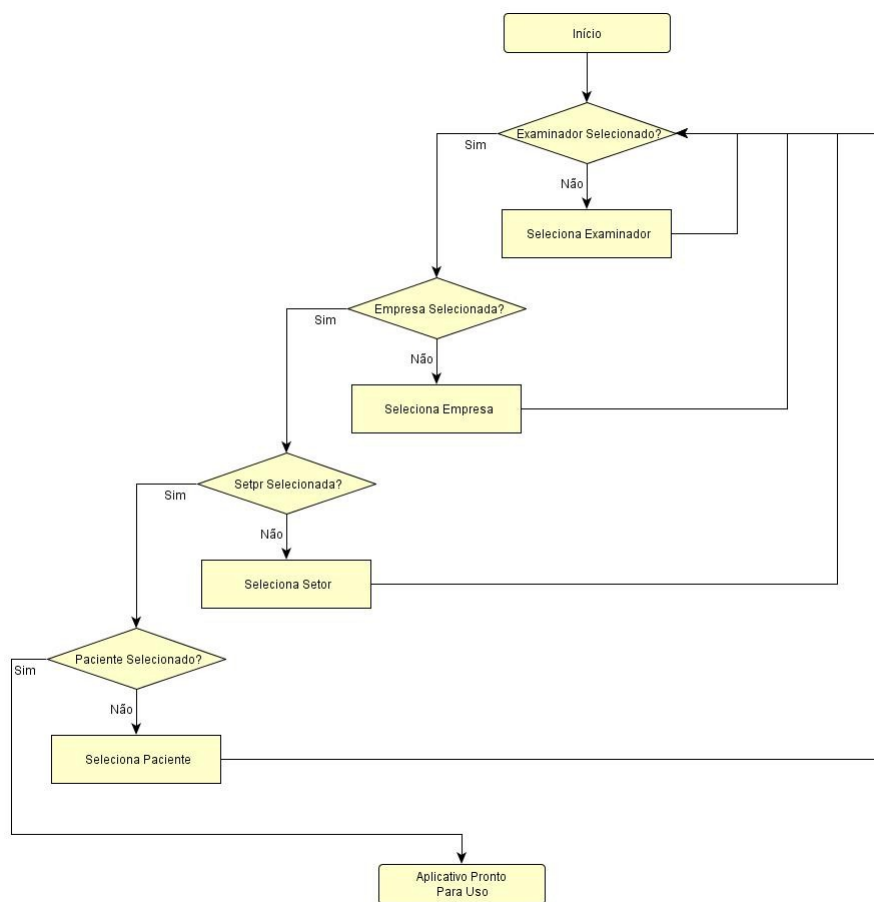 Início
Examinador Selecionado?
Sim
Não
Seleciona Examinador
Empresa Selecionada?
Sim
Não
Seleciona Empresa
Setpr Selecionada?
Sim
Não
Seleciona Setor
Paciente Selecionado?
Sim
Não
Seleciona Paciente
Aplicativo Pronto
Para Uso